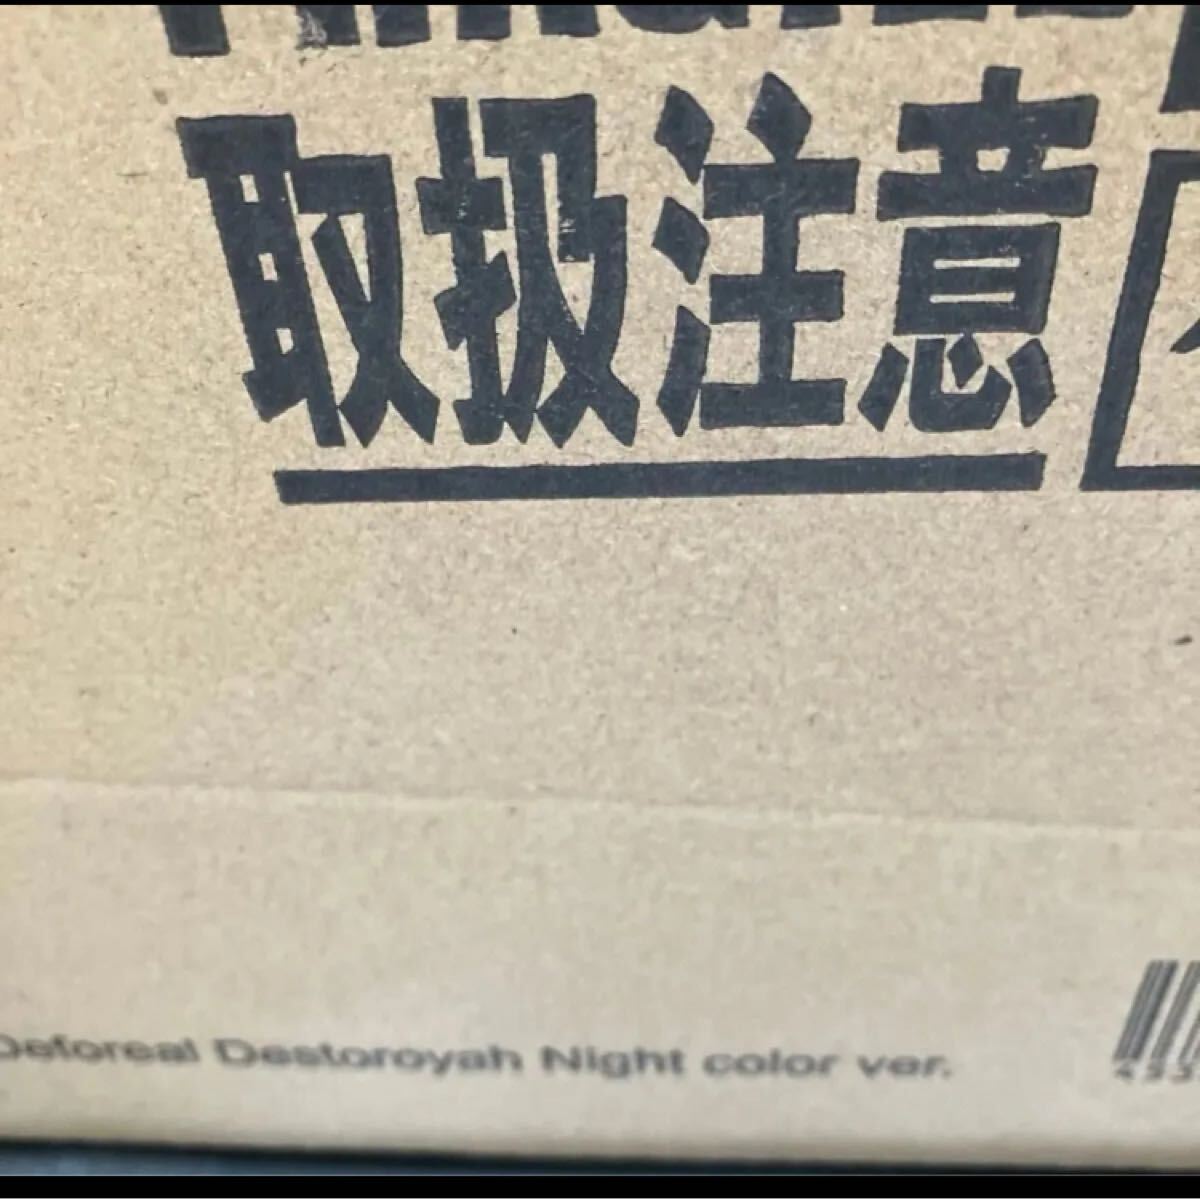 取扱注意
Deforeal Destoroyah Night color ver.